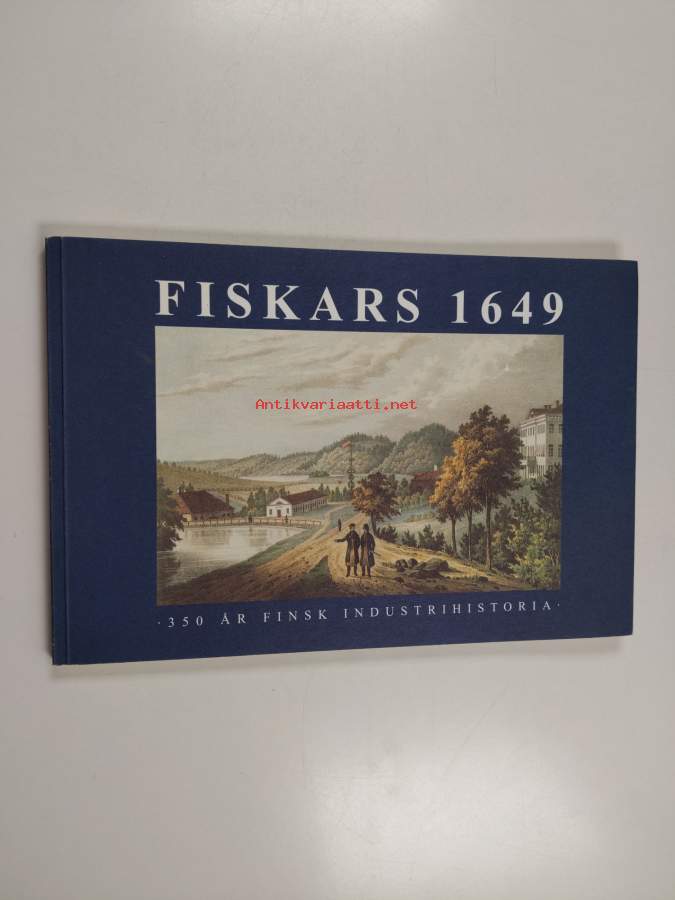 FISKARS 1649
Antikvariaatti.net
· 350 ÅR FINSK INDUSTRIHISTORIA ·